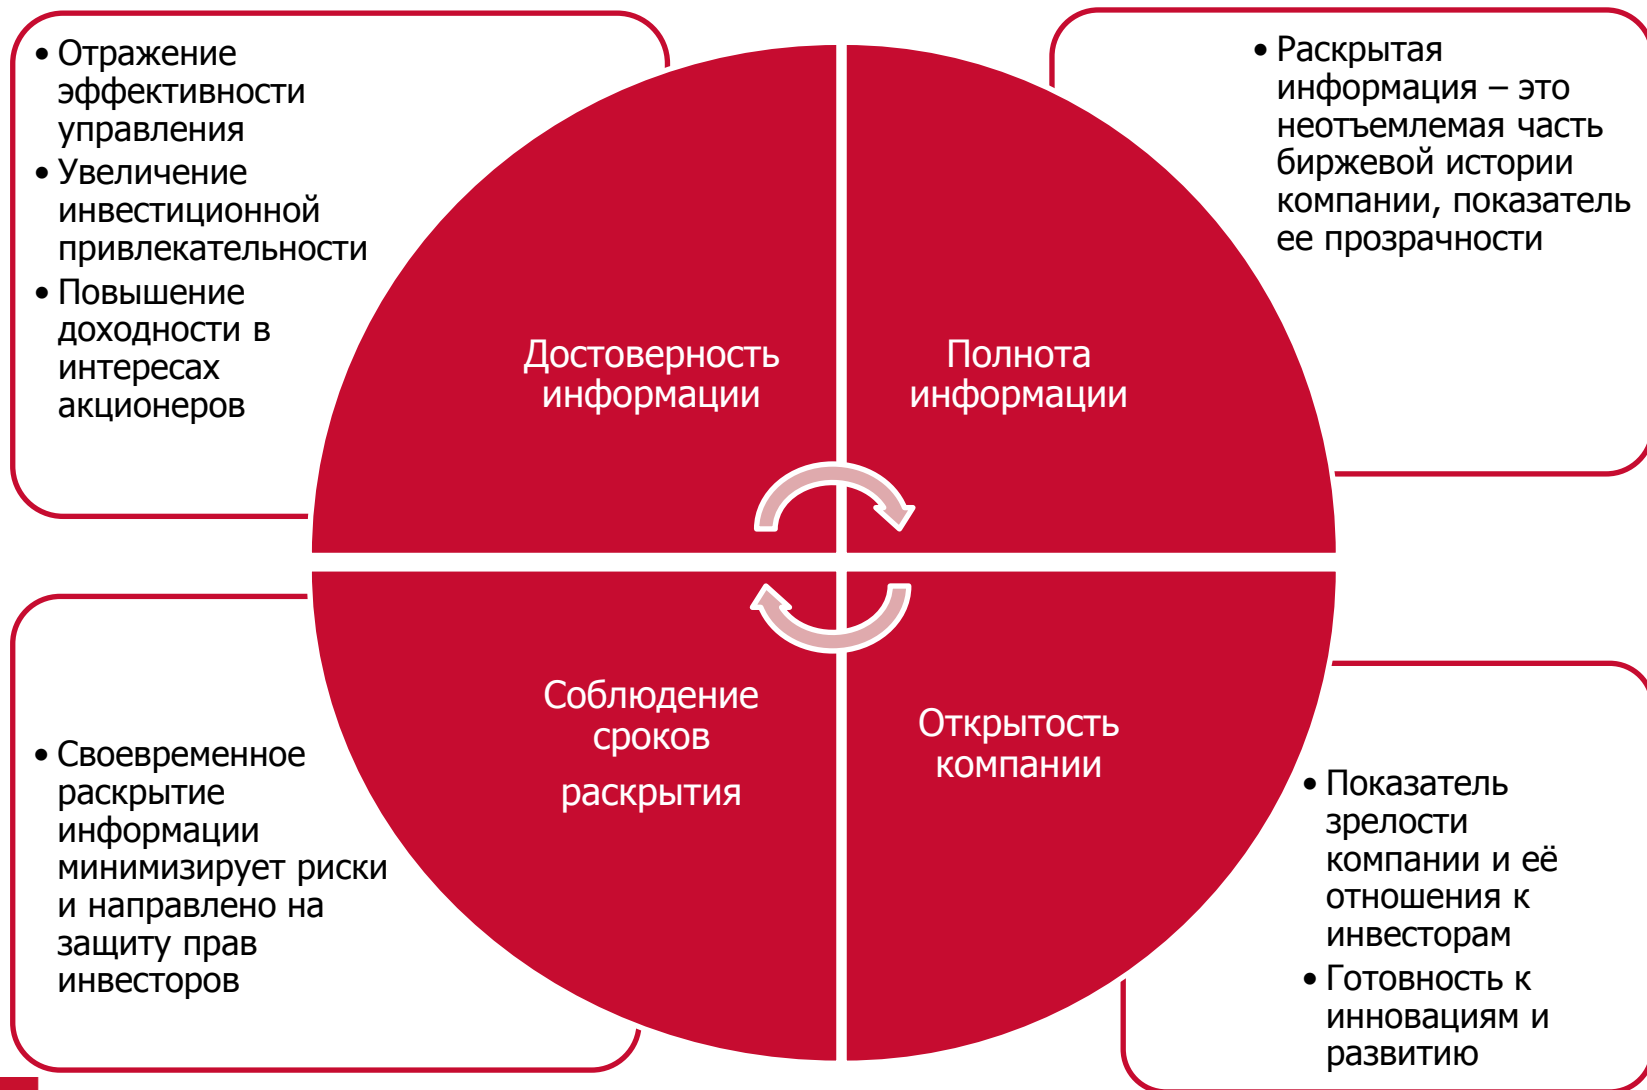 • Отражение
эффективности
управления
• Увеличение
инвестиционной
привлекательности
• Повышение
доходности в
интересах
акционеров
Достоверность
информации
Полнота
информации
• Раскрытая
информация – это
неотъемлемая часть
биржевой истории
компании, показатель
ее прозрачности
• Своевременное
раскрытие
информации
минимизирует риски
и направлено на
защиту прав
инвесторов
Соблюдение
сроков
раскрытия
Открытость
компании
• Показатель
зрелости
компании и её
отношения к
инвесторам
• Готовность к
инновациям и
развитию